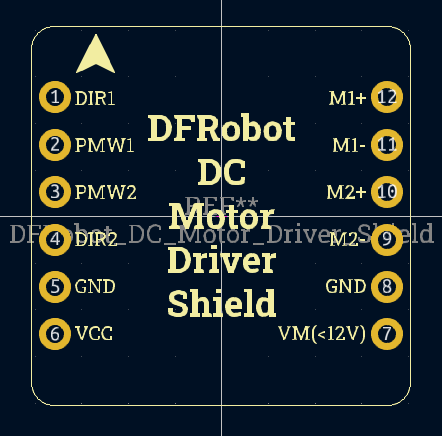 1 DIR1 M1+ 12
DFRobot
2 PMW1 M1- 11
DC
3 PMW2 M2+ 10
REF**
Motor
DFRobot_DC_Motor_Driver_Shield
4 DIR2 M2- 9
Driver
5 GND GND 8
Shield
6 VCC VM(<12V) 7